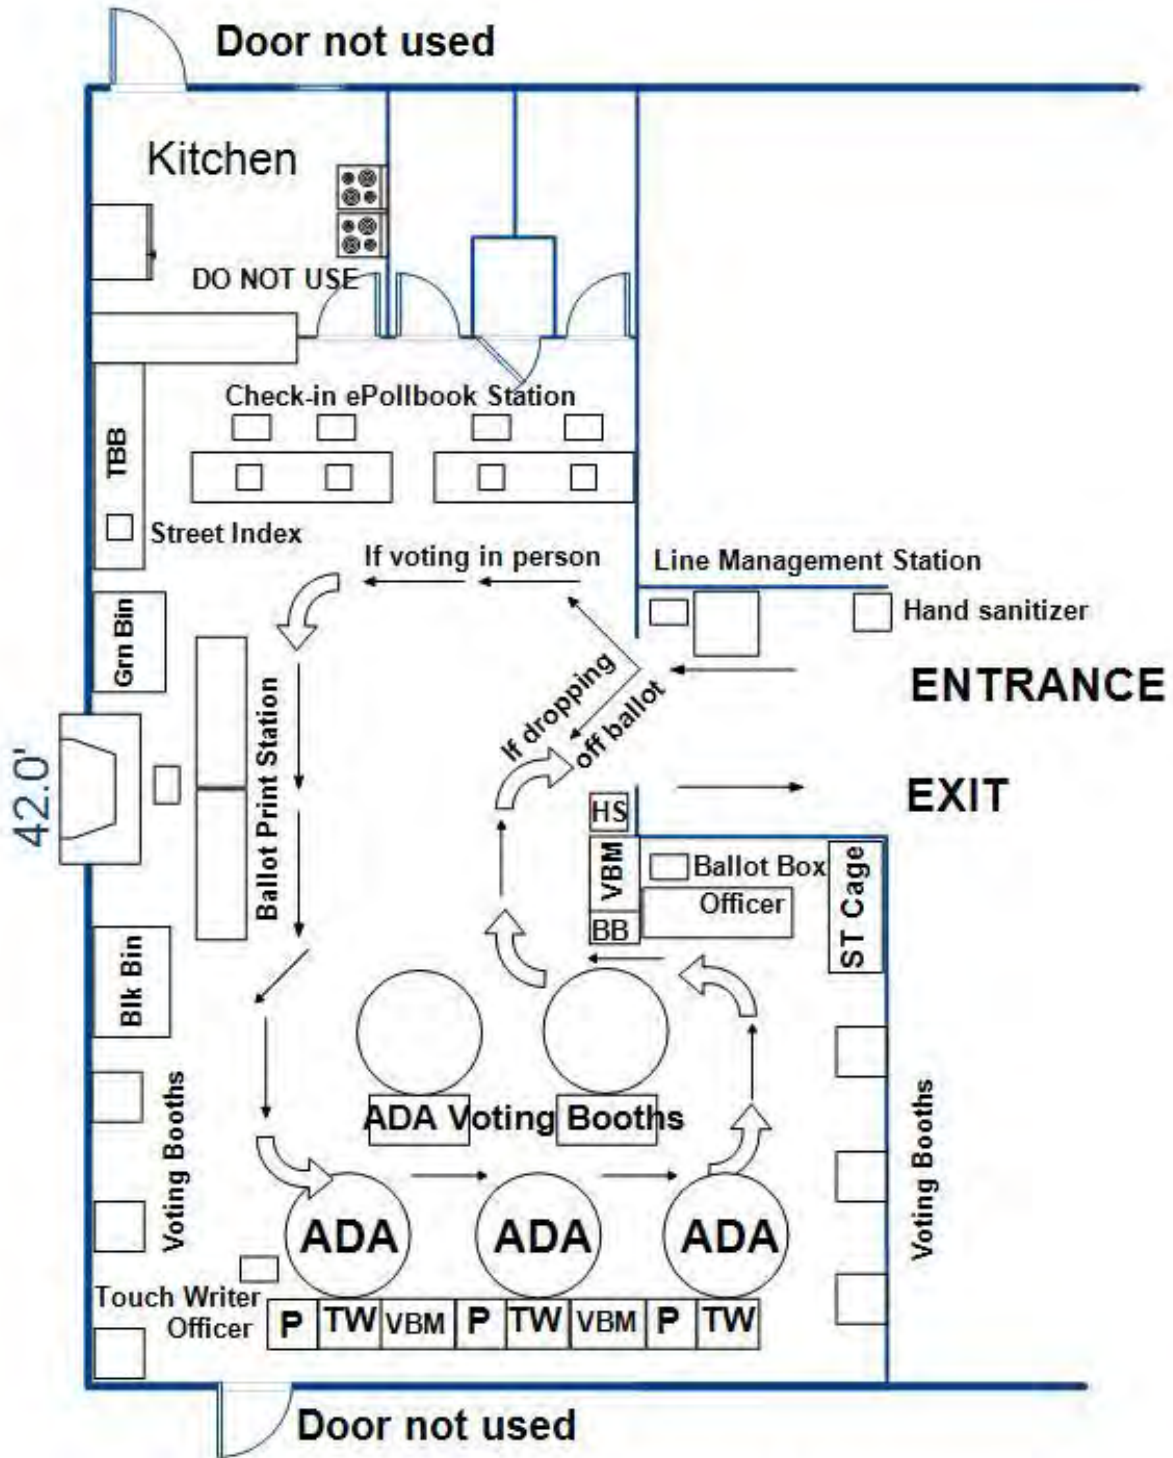 Door not used
Kitchen
DO NOT USE
Check-in ePollbook Station
TBB
Street Index
If voting in person
Line Management Station
Hand sanitizer
Grn Bin
ENTRANCE
If dropping
off ballot
Ballot Print Station
42.0'
EXIT
HS
VBM
BB
Ballot Box
Officer
ST Cage
Blk Bin
ADA Voting Booths
Voting Booths
Voting Booths
ADA
ADA
ADA
Touch Writer
Officer
P
TW
VBM
P
TW
VBM
P
TW
Door not used